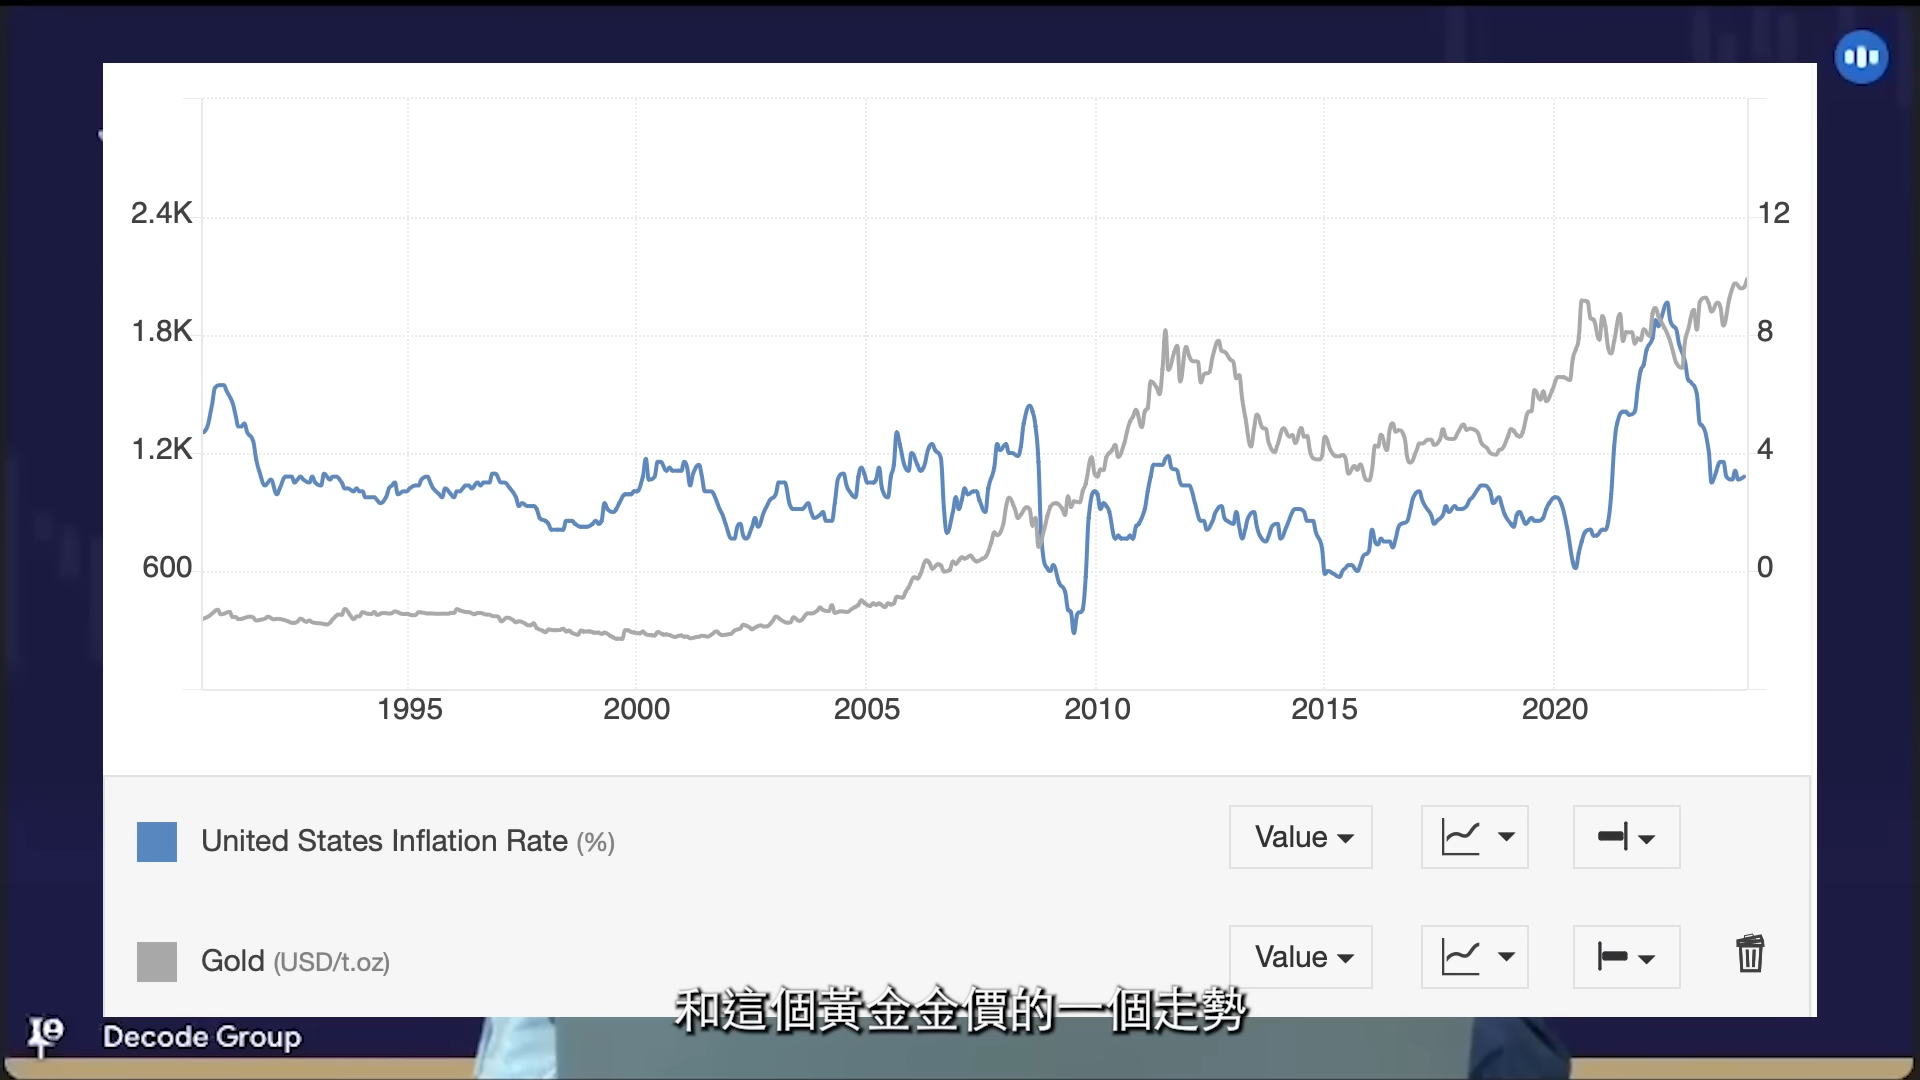 2.4K
12
1.8K
8
1.2K
4
600
0
1995 2000 2005 2010 2015 2020
United States Inflation Rate (%)
Value
Gold (USD/t.oz)
Value
和這個黃金金價的一個走勢
Decode Group